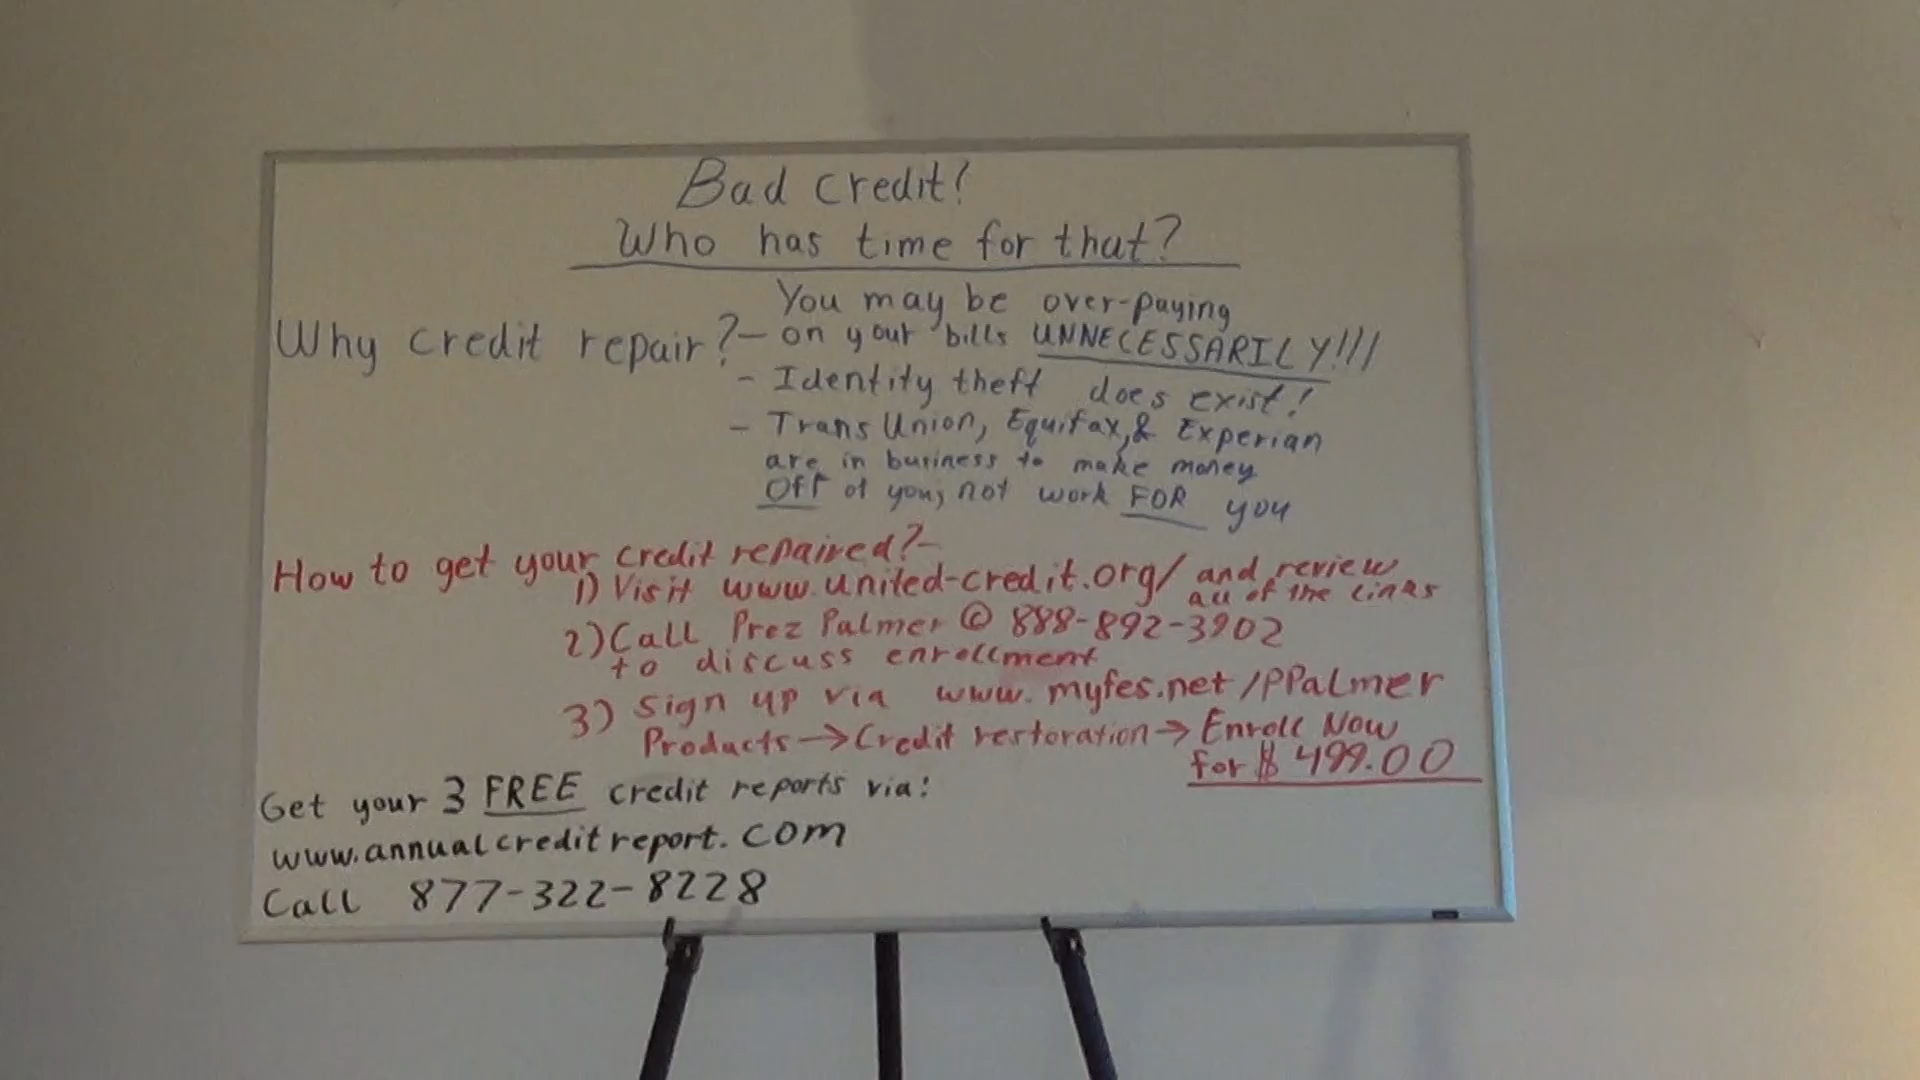 Bad Credit!
Who has time for that?
You may be over-paying
Why credit repair?- on your bills UNNECESSARILY!!!
- Identity theft does exist!
- Trans Union, Equifax, & Experian
are in business to make money
Off of you; not work FOR you
How to get your credit repaired?-
1) Visit www.united-credit.org/ and review
all of the links
2) Call Prez Palmer @ 888-892-3902
to discuss enrollment
3) Sign up via www.myfes.net/PPalmer
Products → Credit restoration → Enroll Now
for $499.00
Get your 3 FREE credit reports via:
www.annualcreditreport.com
Call 877-322-8228